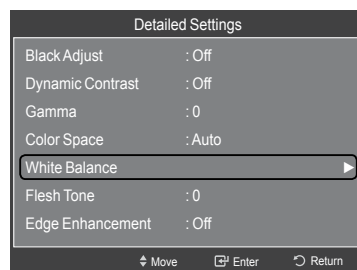 Detailed Settings
Black Adjust : Off
Dynamic Contrast : Off
Gamma : 0
Color Space : Auto
White Balance
Flesh Tone : 0
Edge Enhancement : Off
Move Enter Return